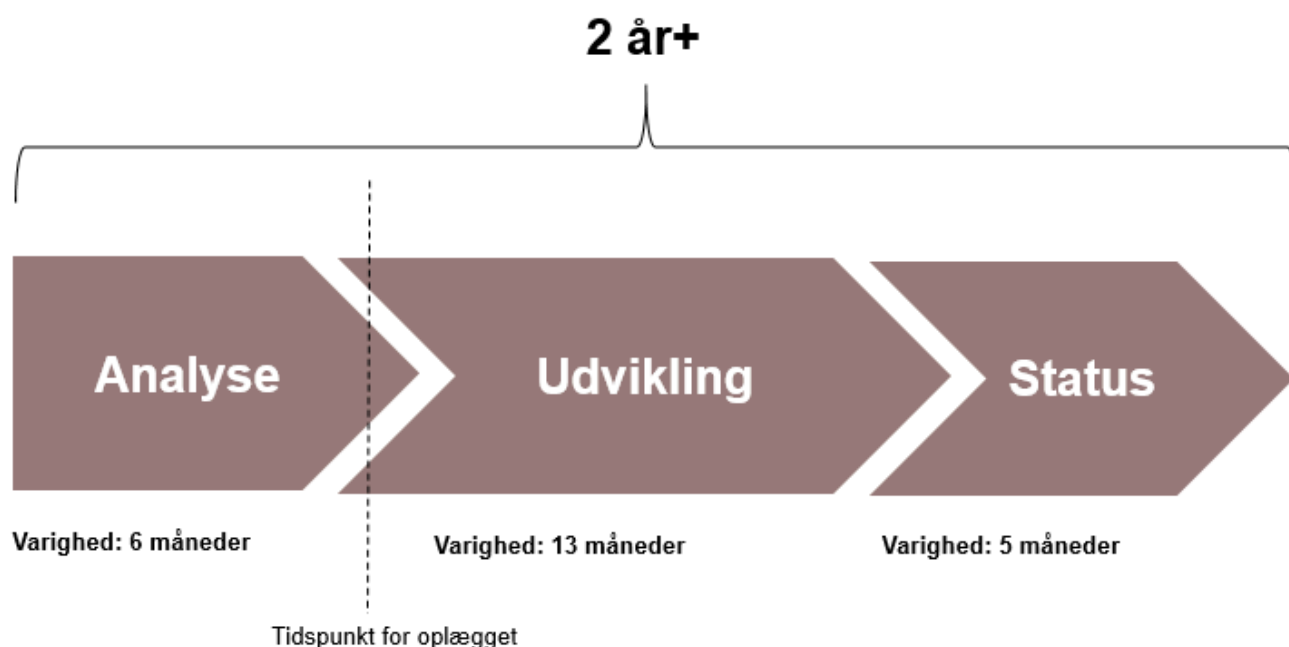 2 år+
Analyse
Udvikling
Status
Varighed: 6 måneder
Varighed: 13 måneder
Varighed: 5 måneder
Tidspunkt for oplægget